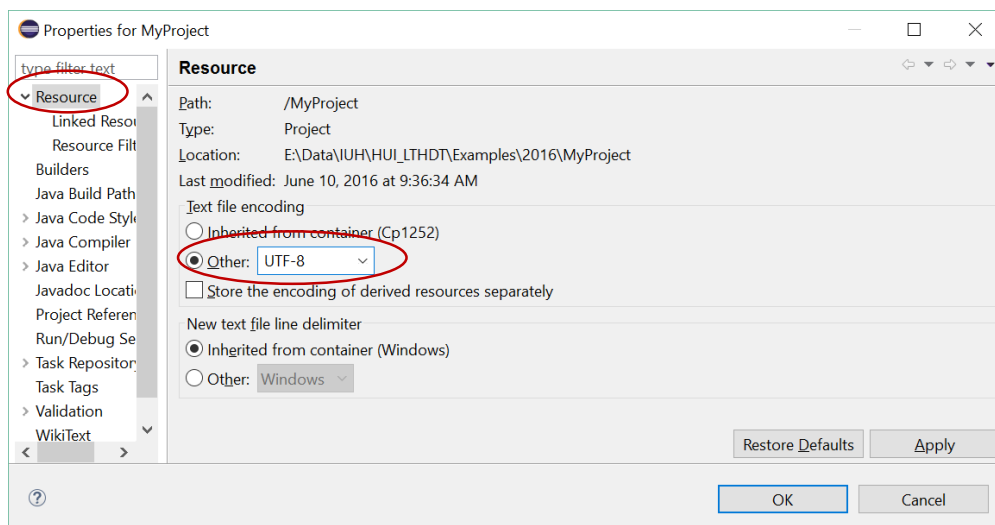 Properties for MyProject
type filter text
Resource
Linked Resou
Resource Filt
Builders
Java Build Path
Java Code Style
Java Compiler
Java Editor
Javadoc Locati
Project Referen
Run/Debug Se
Task Repository
Task Tags
Validation
WikiText
Resource
Path: /MyProject
Type: Project
Location: E:\Data\IUH\HUI_LTHDT\Examples\2016\MyProject
Last modified: June 10, 2016 at 9:36:34 AM
Text file encoding
Inherited from container (Cp1252)
Other: UTF-8
Store the encoding of derived resources separately
New text file line delimiter
Inherited from container (Windows)
Other: Windows
Restore Defaults Apply
OK Cancel